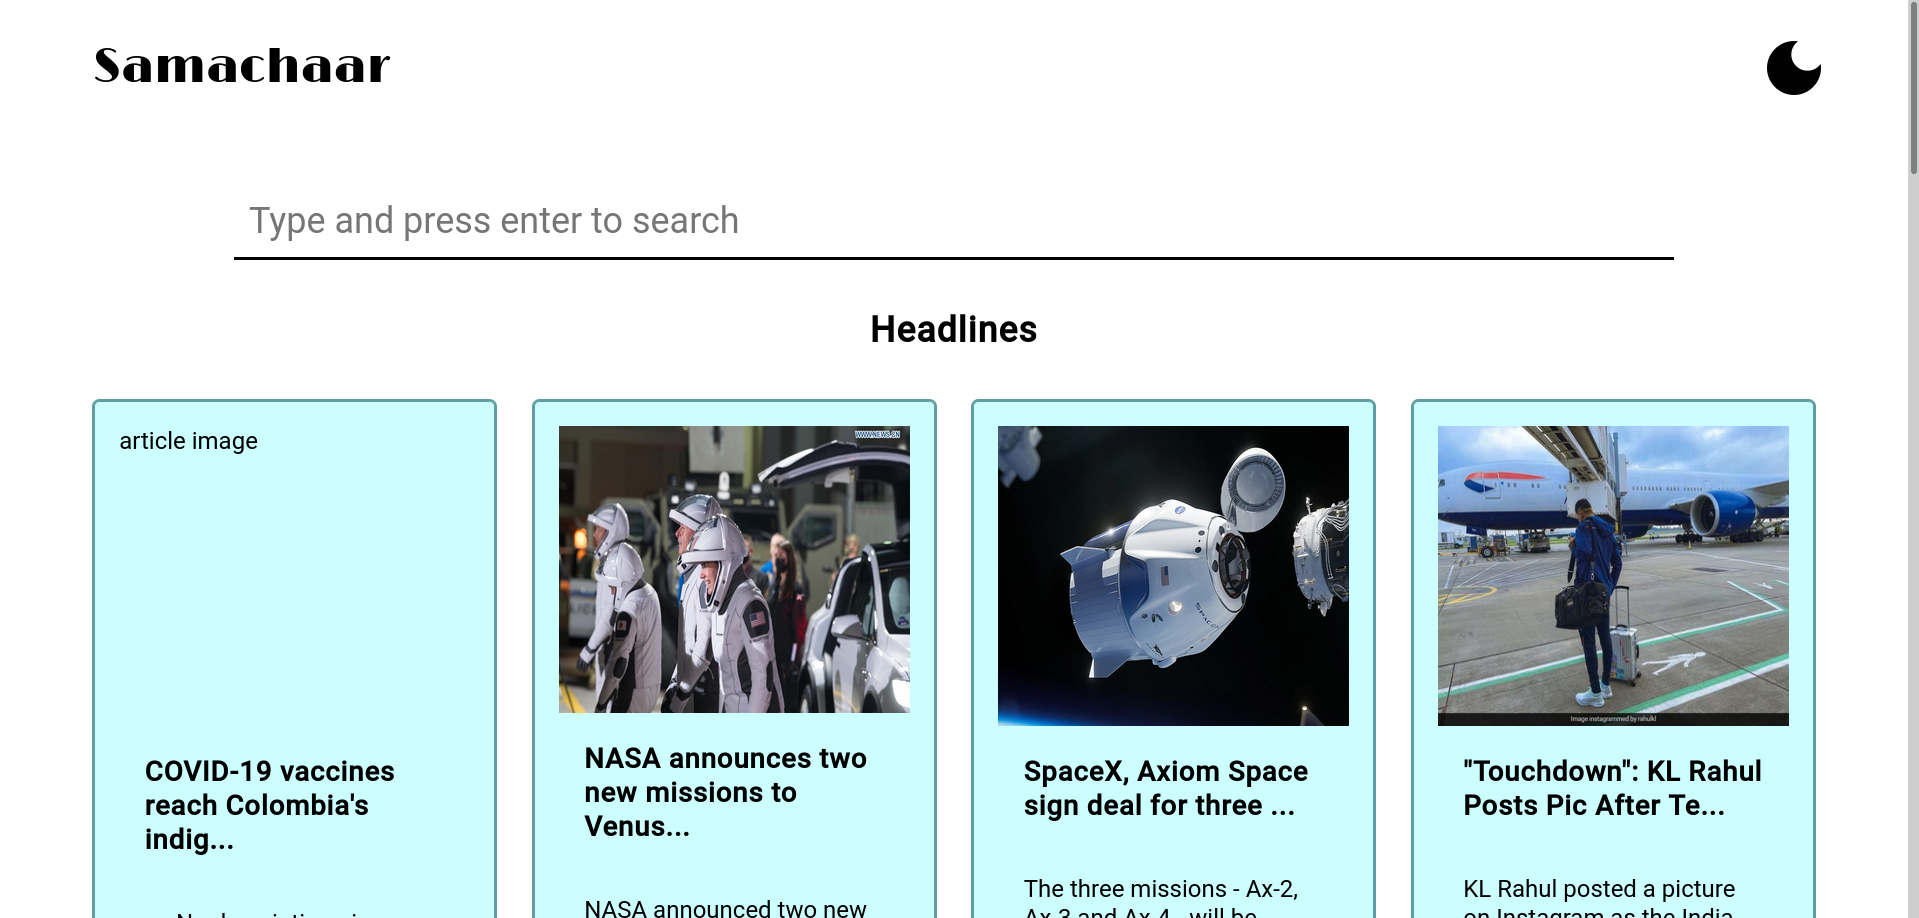 Samachaar
Type and press enter to search
Headlines
article image
COVID-19 vaccines
reach Colombia's
indig...
WWW.NEWS.CN
NASA announces two
new missions to
Venus...
NASA announced two new
SPACEX
SpaceX, Axiom Space
sign deal for three ...
The three missions - Ax-2,
Ax-3 and Ax-4 - will be
Image instagrammed by rahulkl
"Touchdown": KL Rahul
Posts Pic After Te...
KL Rahul posted a picture
on Instagram as the India